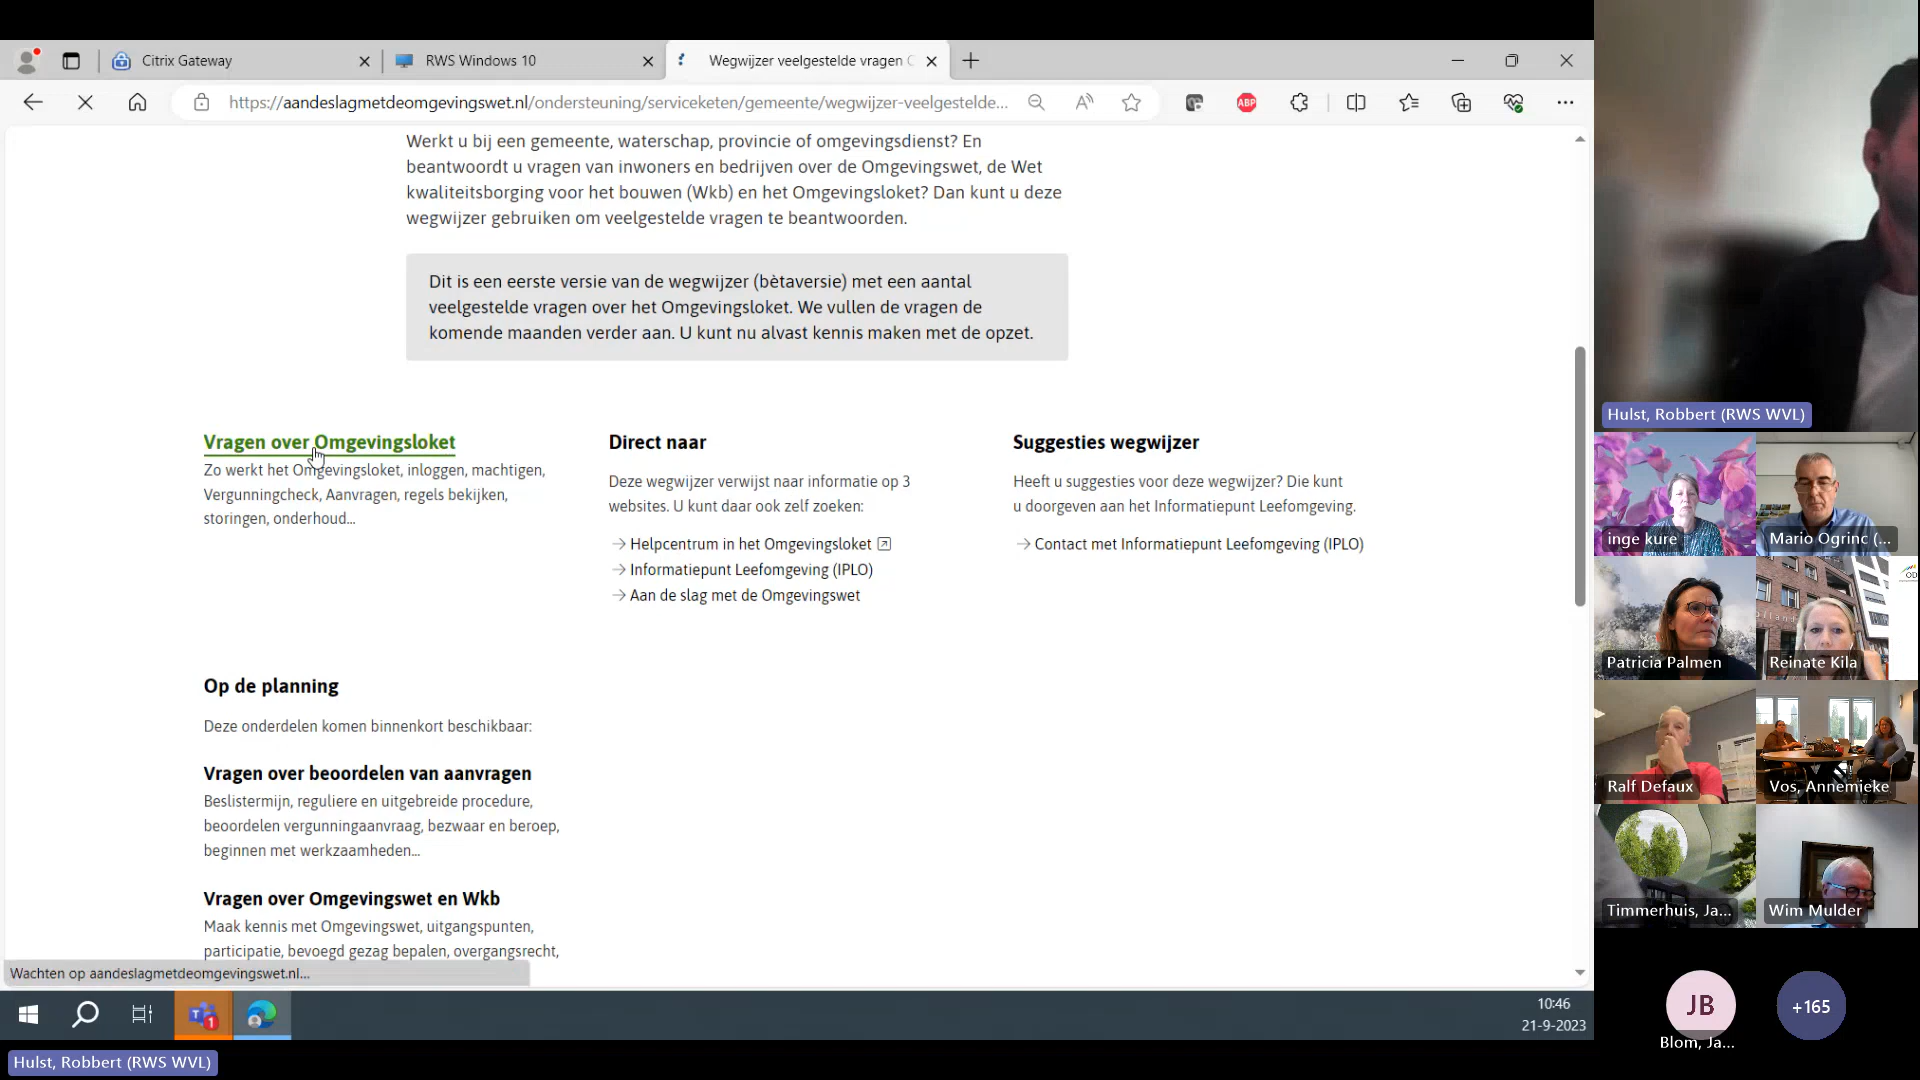 Citrix Gateway
RWS Windows 10
Wegwijzer veelgestelde vragen
https://aandeslagmetdeomgevingswet.nl/ondersteuning/serviceketen/gemeente/wegwijzer-veelgestelde...
ABP
Werkt u bij een gemeente, waterschap, provincie of omgevingsdienst? En
beantwoordt u vragen van inwoners en bedrijven over de Omgevingswet, de Wet
kwaliteitsborging voor het bouwen (Wkb) en het Omgevingsloket? Dan kunt u deze
wegwijzer gebruiken om veelgestelde vragen te beantwoorden.
Dit is een eerste versie van de wegwijzer (bètaversie) met een aantal
veelgestelde vragen over het Omgevingsloket. We vullen de vragen de
komende maanden verder aan. U kunt nu alvast kennis maken met de opzet.
Vragen over Omgevingsloket
Zo werkt het Omgevingsloket, inloggen, machtigen,
Vergunningcheck, Aanvragen, regels bekijken,
storingen, onderhoud...
Direct naar
Deze wegwijzer verwijst naar informatie op 3
websites. U kunt daar ook zelf zoeken:
→ Helpcentrum in het Omgevingsloket
→ Informatiepunt Leefomgeving (IPLO)
→ Aan de slag met de Omgevingswet
Suggesties wegwijzer
Heeft u suggesties voor deze wegwijzer? Die kunt
u doorgeven aan het Informatiepunt Leefomgeving.
→ Contact met Informatiepunt Leefomgeving (IPLO)
Op de planning
Deze onderdelen komen binnenkort beschikbaar:
Vragen over beoordelen van aanvragen
Beslistermijn, reguliere en uitgebreide procedure,
beoordelen vergunningaanvraag, bezwaar en beroep,
beginnen met werkzaamheden...
Vragen over Omgevingswet en Wkb
Maak kennis met Omgevingswet, uitgangspunten,
participatie, bevoegd gezag bepalen, overgangsrecht,
Wachten op aandeslagmetdeomgevingswet.nl...
10:46
21-9-2023
Hulst, Robbert (RWS WVL)
Hulst, Robbert (RWS WVL)
inge kure
Mario Ogrinc (...
Patricia Palmen
Reinate Kila
OD
Ralf Defaux
Vos, Annemieke
Timmerhuis, Ja...
Wim Mulder
JB
Blom, Ja...
+165